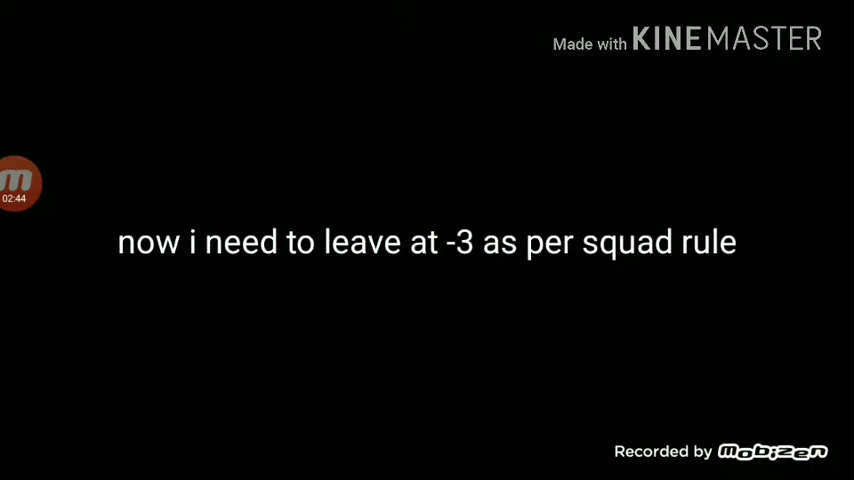 Made with KINEMASTER
m
02:44
now i need to leave at -3 as per squad rule
Recorded by mobizen